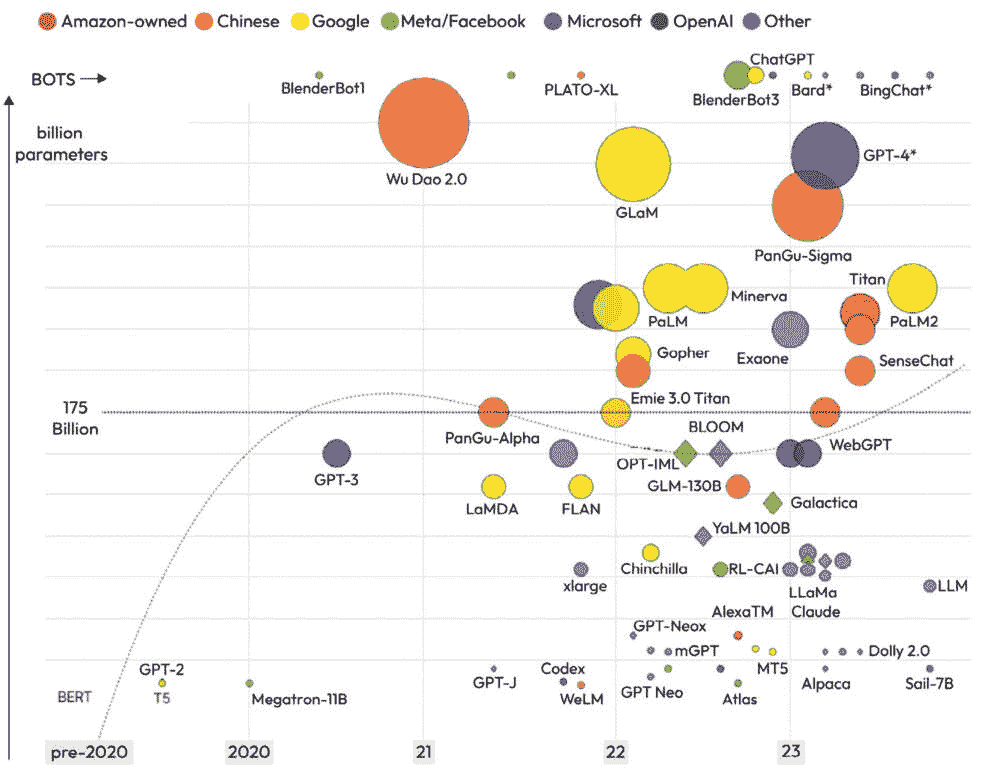 Amazon-owned Chinese Google Meta/Facebook Microsoft OpenAI Other
ChatGPT
BOTS →
BlenderBot1
PLATO-XL
BlenderBot3
Bard*
BingChat*
billion
parameters
Wu Dao 2.0
GLaM
GPT-4*
PanGu-Sigma
Titan
Minerva
PaLM
PaLM2
Exaone
Gopher
SenseChat
Emie 3.0 Titan
175
Billion
PanGu-Alpha
BLOOM
WebGPT
OPT-IML
GPT-3
GLM-130B
LaMDA
FLAN
Galactica
YaLM 100B
Chinchilla
RL-CAI
xlarge
LLaMa
LLM
Claude
AlexaTM
GPT-Neox
mGPT
Dolly 2.0
GPT-2
Codex
MT5
GPT-J
Alpaca
Sail-7B
BERT
T5
Megatron-11B
WeLM
GPT Neo
Atlas
pre-2020 2020 21 22 23